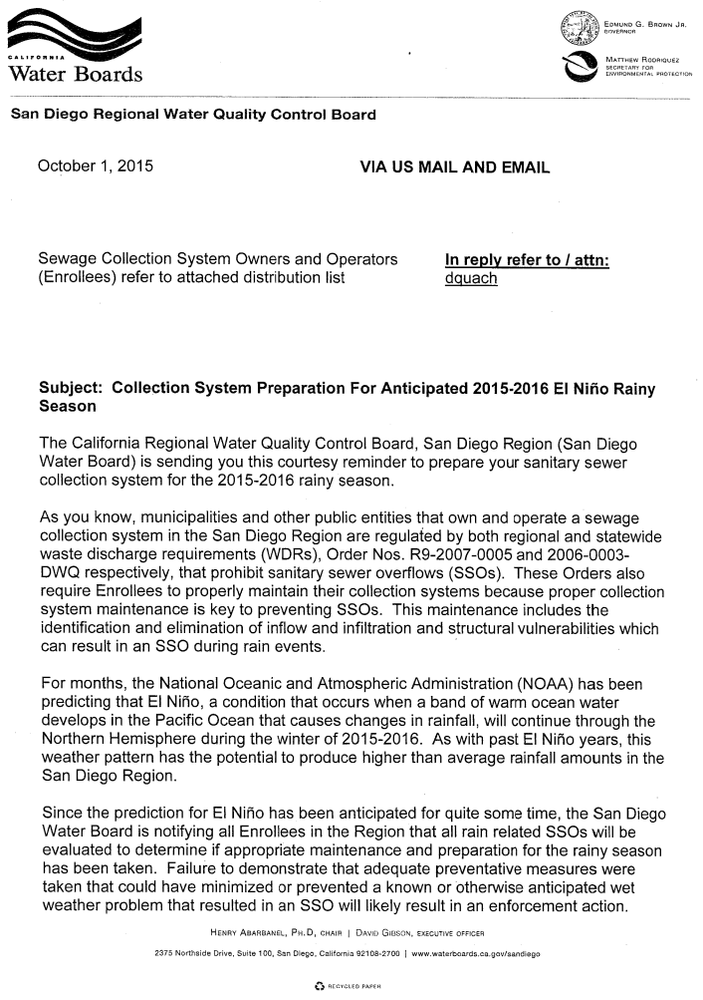 CALIFORNIA
Water Boards
EDMUND G. BROWN JR.
GOVERNOR
MATTHEW RODRIQUEZ
SECRETARY FOR
ENVIRONMENTAL PROTECTION
San Diego Regional Water Quality Control Board
October 1, 2015
VIA US MAIL AND EMAIL
Sewage Collection System Owners and Operators
(Enrollees) refer to attached distribution list
In reply refer to / attn:
dquach
Subject: Collection System Preparation For Anticipated 2015-2016 El Niño Rainy
Season
The California Regional Water Quality Control Board, San Diego Region (San Diego
Water Board) is sending you this courtesy reminder to prepare your sanitary sewer
collection system for the 2015-2016 rainy season.
As you know, municipalities and other public entities that own and operate a sewage
collection system in the San Diego Region are regulated by both regional and statewide
waste discharge requirements (WDRs), Order Nos. R9-2007-0005 and 2006-0003-
DWQ respectively, that prohibit sanitary sewer overflows (SSOs). These Orders also
require Enrollees to properly maintain their collection systems because proper collection
system maintenance is key to preventing SSOs. This maintenance includes the
identification and elimination of inflow and infiltration and structural vulnerabilities which
can result in an SSO during rain events.
For months, the National Oceanic and Atmospheric Administration (NOAA) has been
predicting that El Niño, a condition that occurs when a band of warm ocean water
develops in the Pacific Ocean that causes changes in rainfall, will continue through the
Northern Hemisphere during the winter of 2015-2016. As with past El Niño years, this
weather pattern has the potential to produce higher than average rainfall amounts in the
San Diego Region.
Since the prediction for El Niño has been anticipated for quite some time, the San Diego
Water Board is notifying all Enrollees in the Region that all rain related SSOs will be
evaluated to determine if appropriate maintenance and preparation for the rainy season
has been taken. Failure to demonstrate that adequate preventative measures were
taken that could have minimized or prevented a known or otherwise anticipated wet
weather problem that resulted in an SSO will likely result in an enforcement action.
HENRY ABARBANEL, PH.D, CHAIR | DAVID GIBSON, EXECUTIVE OFFICER
2375 Northside Drive, Suite 100, San Diego, California 92108-2700 | www.waterboards.ca.gov/sandiego
RECYCLED PAPER